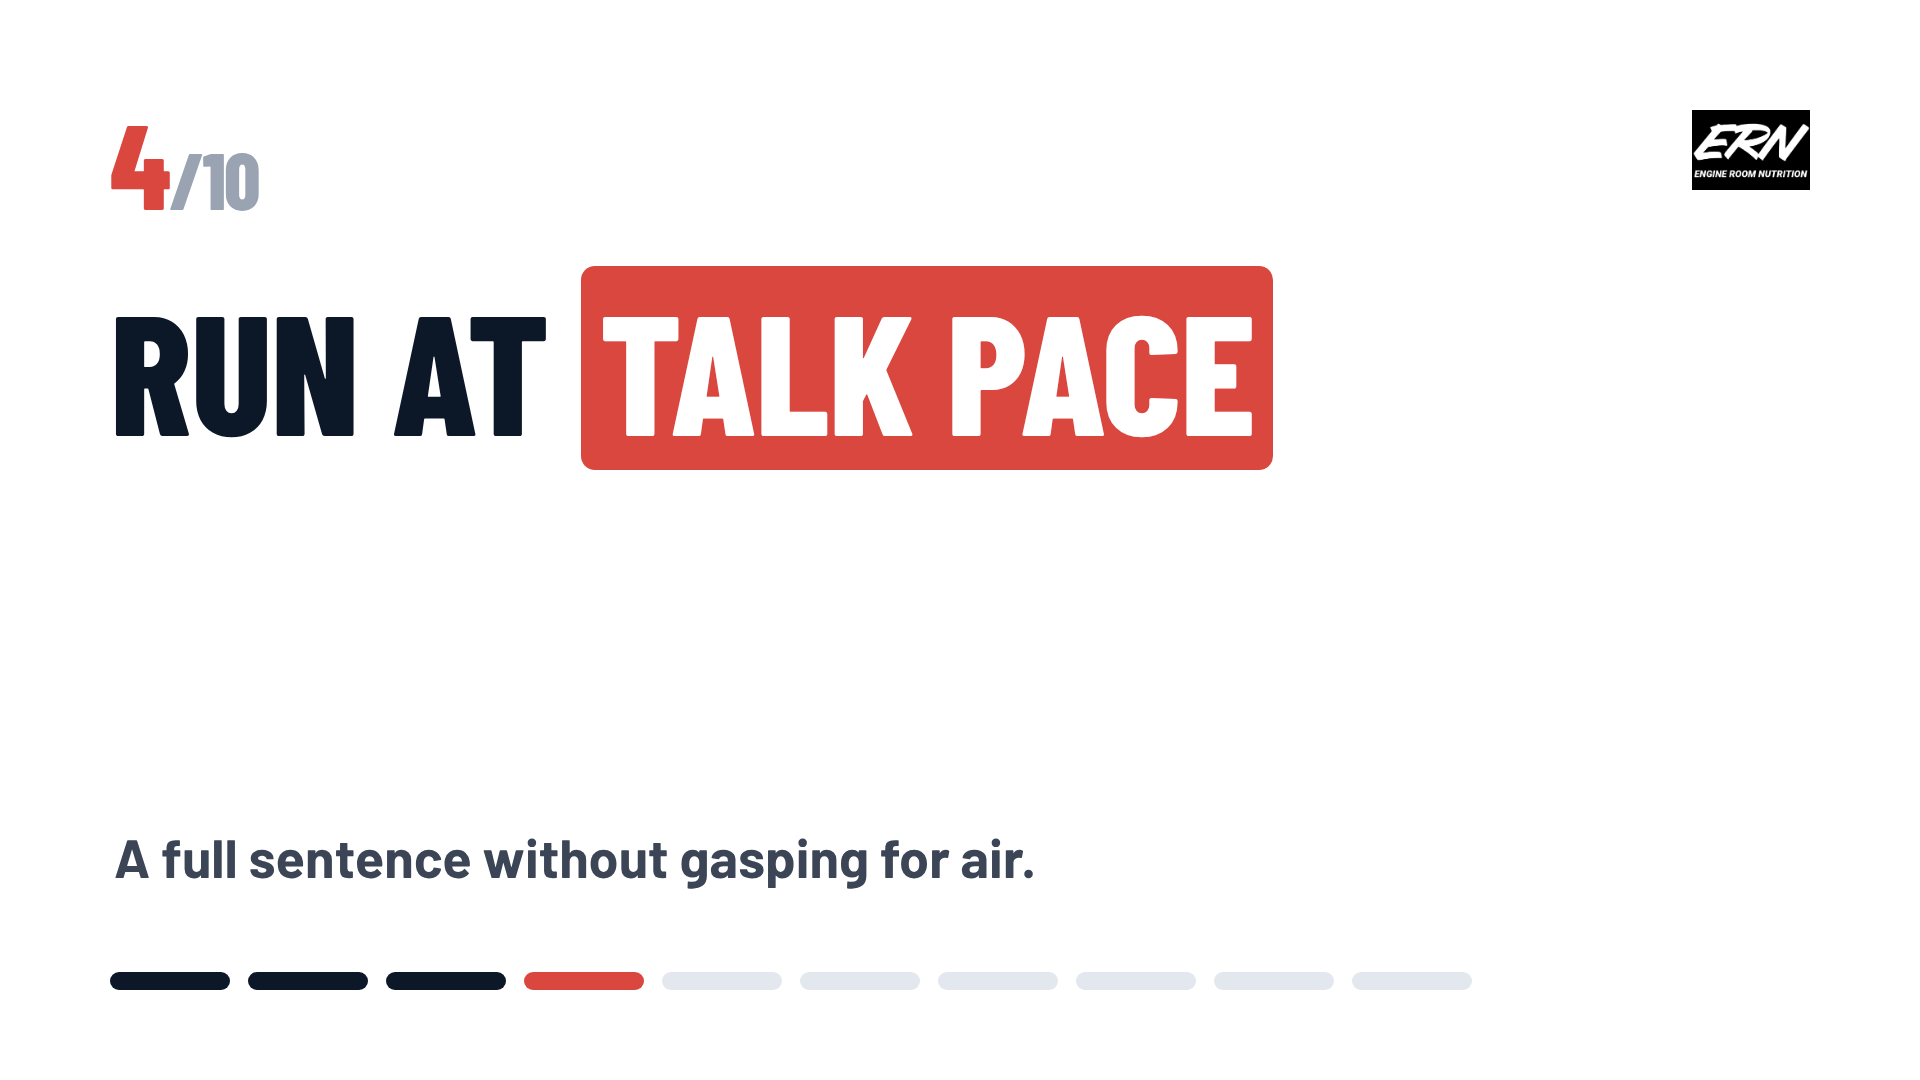 4/10
ERN
ENGINE ROOM NUTRITION
RUN AT TALK PACE
A full sentence without gasping for air.